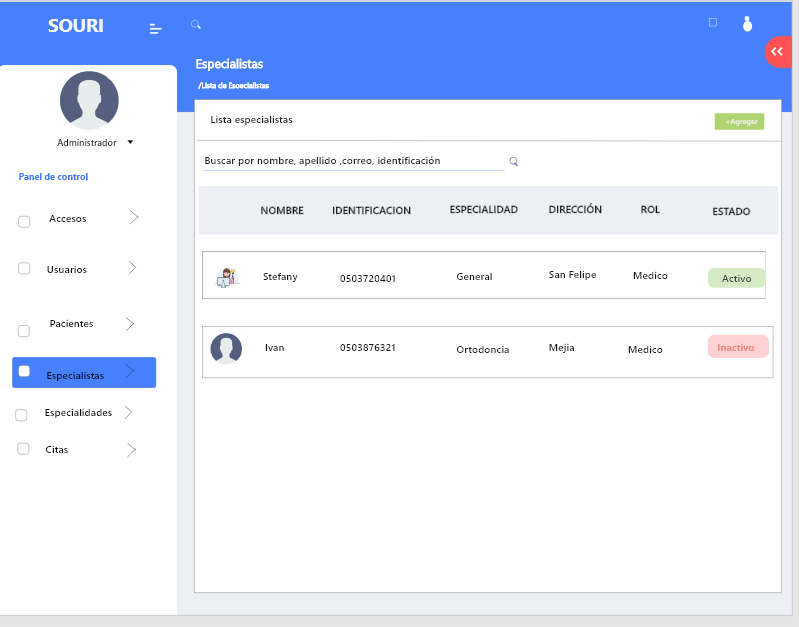 SOURI
Especialistas
/Lista de Esoecialistas
Administrador
Panel de control
Accesos
Usuarios
Pacientes
Especialistas
Especialidades
Citas
Lista especialistas
+Agregar
Buscar por nombre, apellido ,correo, identificación
NOMBRE IDENTIFICACION ESPECIALIDAD DIRECCIÓN ROL ESTADO
Stefany 0503720401 General San Felipe Medico Activo
Ivan 0503876321 Ortodoncia Mejia Medico Inactivo